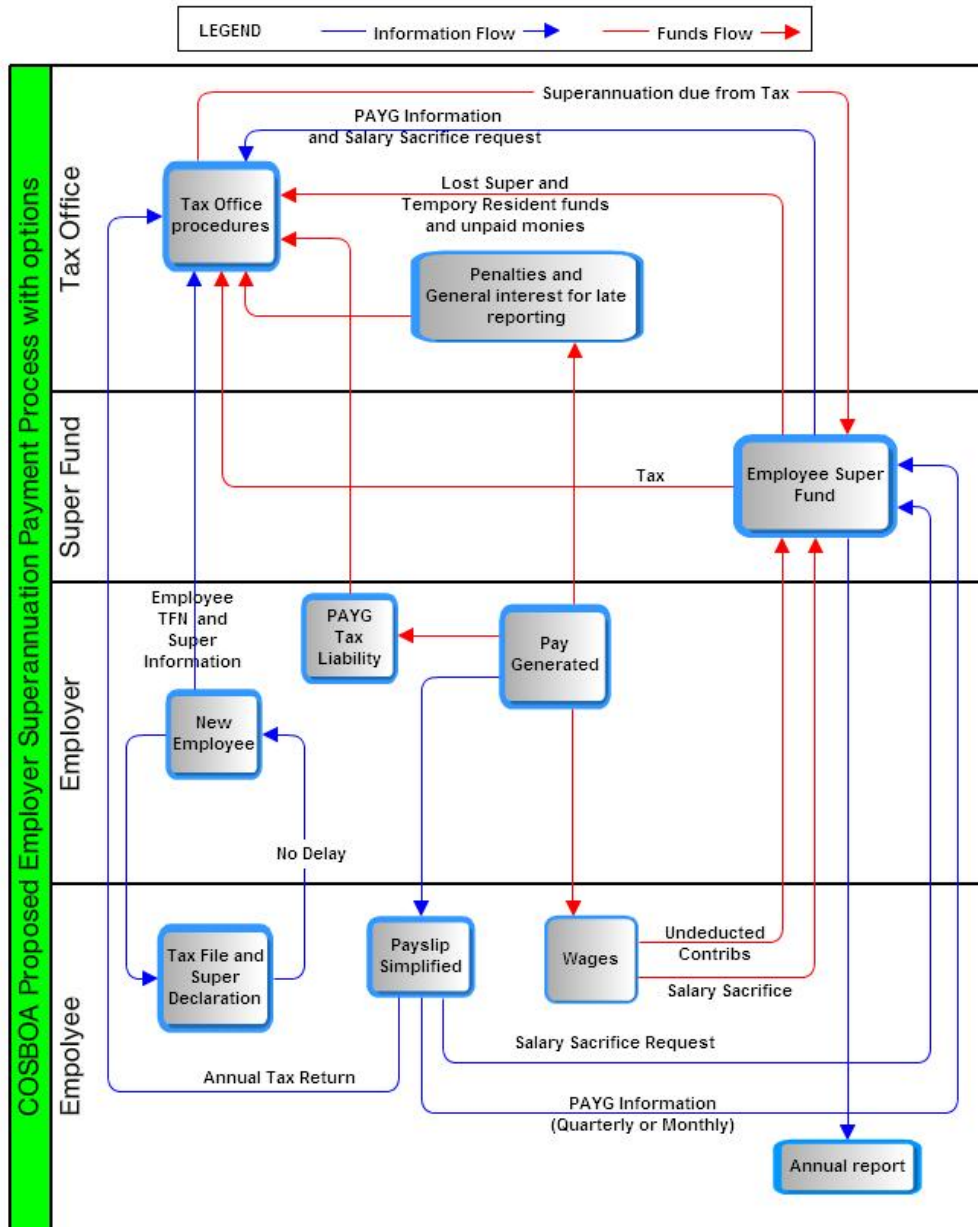 LEGEND
Information Flow
Funds Flow
COSBOA Proposed Employer Superannuation Payment Process with options
Tax Office
Superannuation due from Tax
PAYG Information
and Salary Sacrifice request
Tax Office
procedures
Lost Super and
Tempory Resident funds
and unpaid monies
Penalties and
General interest for late
reporting
Super Fund
Tax
Employee Super
Fund
Employer
Employee
TFN and
Super
Information
PAYG
Tax
Liability
Pay
Generated
New
Employee
No Delay
Empolyee
Tax File and
Super
Declaration
Payslip
Simplified
Wages
Undeducted
Contribs
Salary Sacrifice
Salary Sacrifice Request
Annual Tax Return
PAYG Information
(Quarterly or Monthly)
Annual report